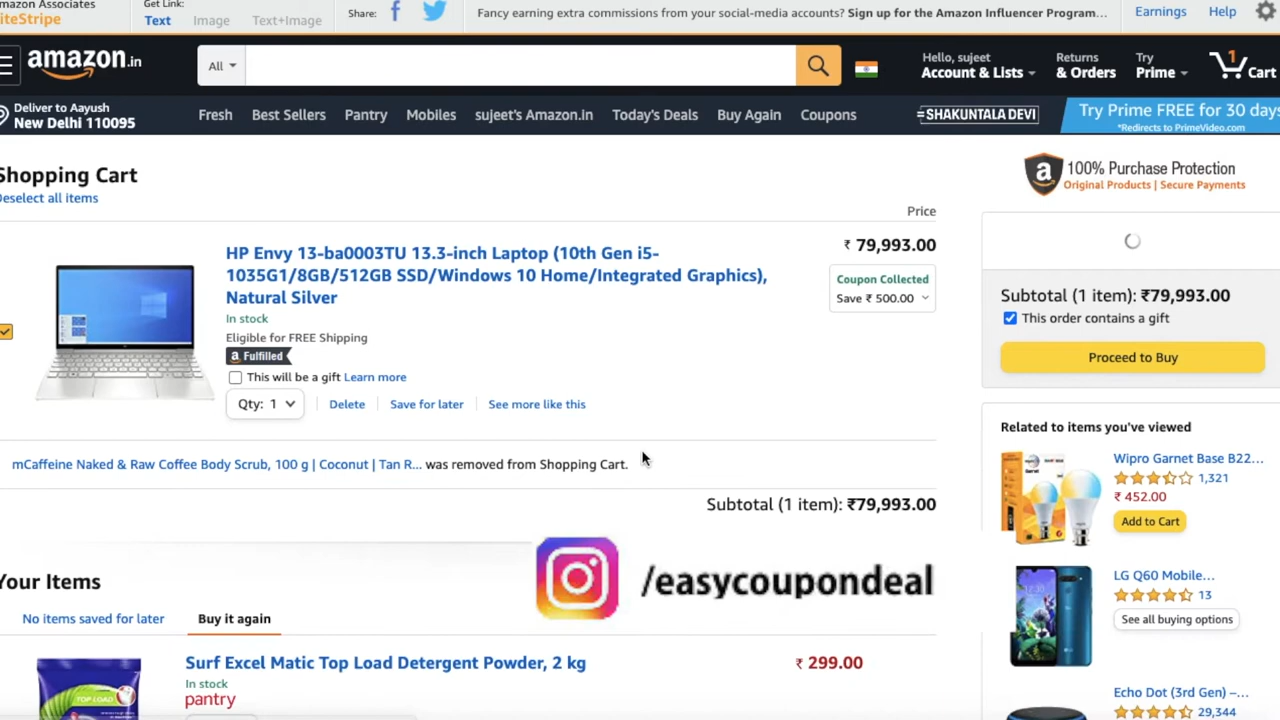 mazon Associates
iteStripe
Get Link:
Text
Image
Text+Image
Share:
Fancy earning extra commissions from your social-media accounts? Sign up for the Amazon Influencer Program...
Earnings
Help
amazon.in
All
Hello, sujeet
Account & Lists
Returns
& Orders
Try
Prime
1
Cart
Deliver to Aayush
New Delhi 110095
Fresh
Best Sellers
Pantry
Mobiles
sujeet's Amazon.in
Today's Deals
Buy Again
Coupons
SHAKUNTALA DEVI
Try Prime FREE for 30 days
*Redirects to PrimeVideo.com
Shopping Cart
Deselect all items
100% Purchase Protection
Original Products | Secure Payments
Price
HP Envy 13-ba0003TU 13.3-inch Laptop (10th Gen i5-
1035G1/8GB/512GB SSD/Windows 10 Home/Integrated Graphics),
Natural Silver
₹ 79,993.00
Coupon Collected
Save ₹ 500.00
In stock
Eligible for FREE Shipping
a Fulfilled
This will be a gift Learn more
Qty: 1
Delete
Save for later
See more like this
Subtotal (1 item): ₹79,993.00
This order contains a gift
Proceed to Buy
mCaffeine Naked & Raw Coffee Body Scrub, 100 g | Coconut | Tan R... was removed from Shopping Cart.
Subtotal (1 item): ₹79,993.00
Related to items you've viewed
Wipro Garnet Base B22...
1,321
₹ 452.00
Add to Cart
LG Q60 Mobile...
13
See all buying options
Echo Dot (3rd Gen) –...
29,344
/easycoupondeal
Your Items
No items saved for later
Buy it again
Surf Excel Matic Top Load Detergent Powder, 2 kg
₹ 299.00
In stock
pantry
TOP LOAD